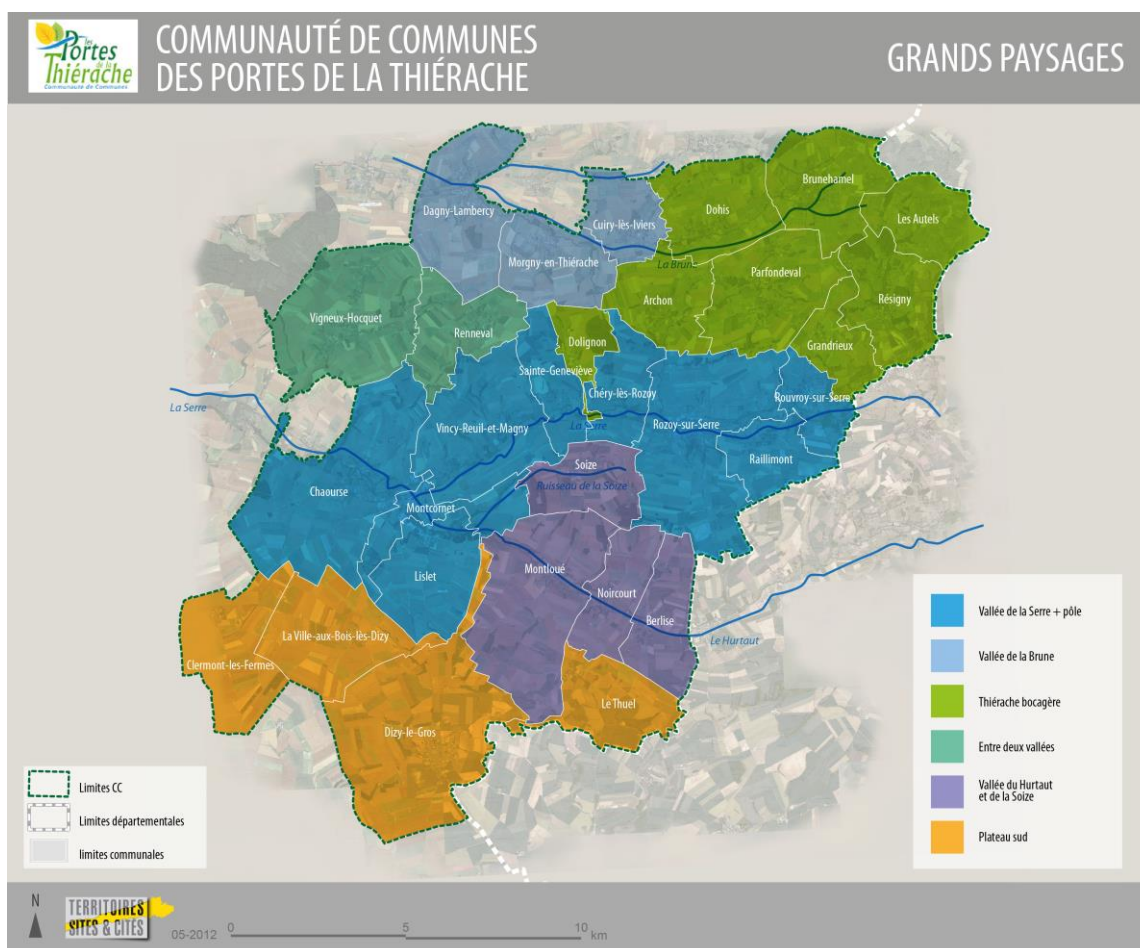 les
Portes
de la
Thiérache
Communauté de Communes
COMMUNAUTÉ DE COMMUNES
DES PORTES DE LA THIÉRACHE
GRANDS PAYSAGES
Brunehamel
Dagny-Lambercy
Dohis
Cuiry-lès-Iviers
Les Autels
Morgny-en-Thiérache
La Brune
Parfondeval
Archon
Résigny
Vigneux-Hocquet
Renneval
Dolignon
Grandrieux
Sainte-Geneviève
Chéry-lès-Rozoy
Rouvroy-sur-Serre
La Serre
Vincy-Reuil-et-Magny
La Serre
Rozoy-sur-Serre
Raillimont
Soize
Ruisseau de la Soize
Chaourse
Montcornet
Lislet
Montloué
Noircourt
Berlise
Le Hurtaut
La Ville-aux-Bois-lès-Dizy
Clermont-les-Fermes
Le Thuel
Dizy-le-Gros
Vallée de la Serre + pôle
Vallée de la Brune
Thiérache bocagère
Entre deux vallées
Vallée du Hurtaut
et de la Soize
Plateau sud
Limites CC
Limites départementales
limites communales
N
TERRITOIRES
SITES & CITÉS
05-2012
0 5 10 km